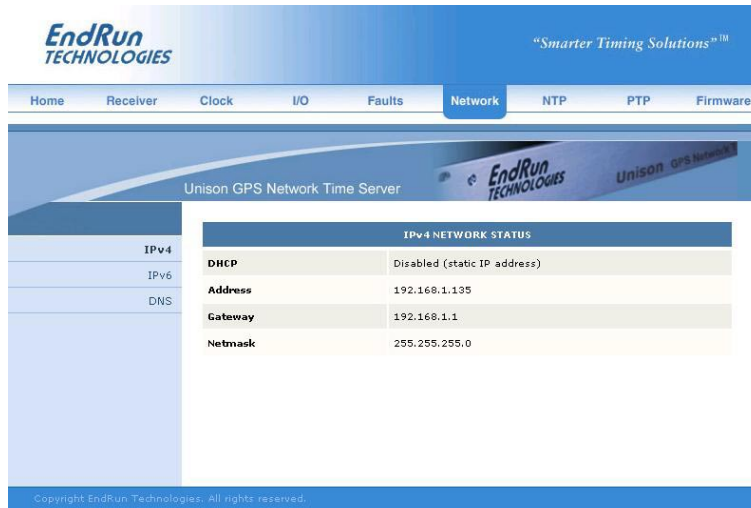 EndRun
TECHNOLOGIES
“Smarter Timing Solutions”™
Home Receiver Clock I/O Faults Network NTP PTP Firmware
Unison GPS Network Time Server
EndRun
TECHNOLOGIES
Unison GPS Network T
IPv4
IPv6
DNS
IPv4 NETWORK STATUS
DHCP Disabled (static IP address)
Address 192.168.1.135
Gateway 192.168.1.1
Netmask 255.255.255.0
Copyright EndRun Technologies. All rights reserved.